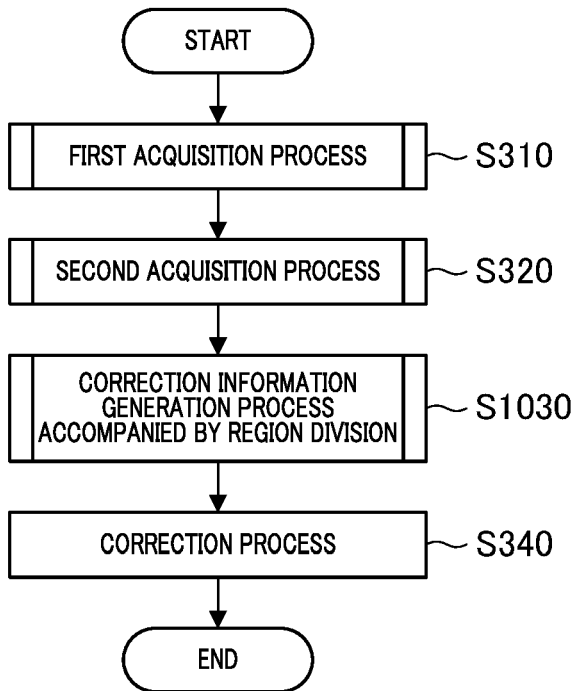 START
FIRST ACQUISITION PROCESS
S310
SECOND ACQUISITION PROCESS
S320
CORRECTION INFORMATION
GENERATION PROCESS
ACCOMPANIED BY REGION DIVISION
S1030
CORRECTION PROCESS
S340
END